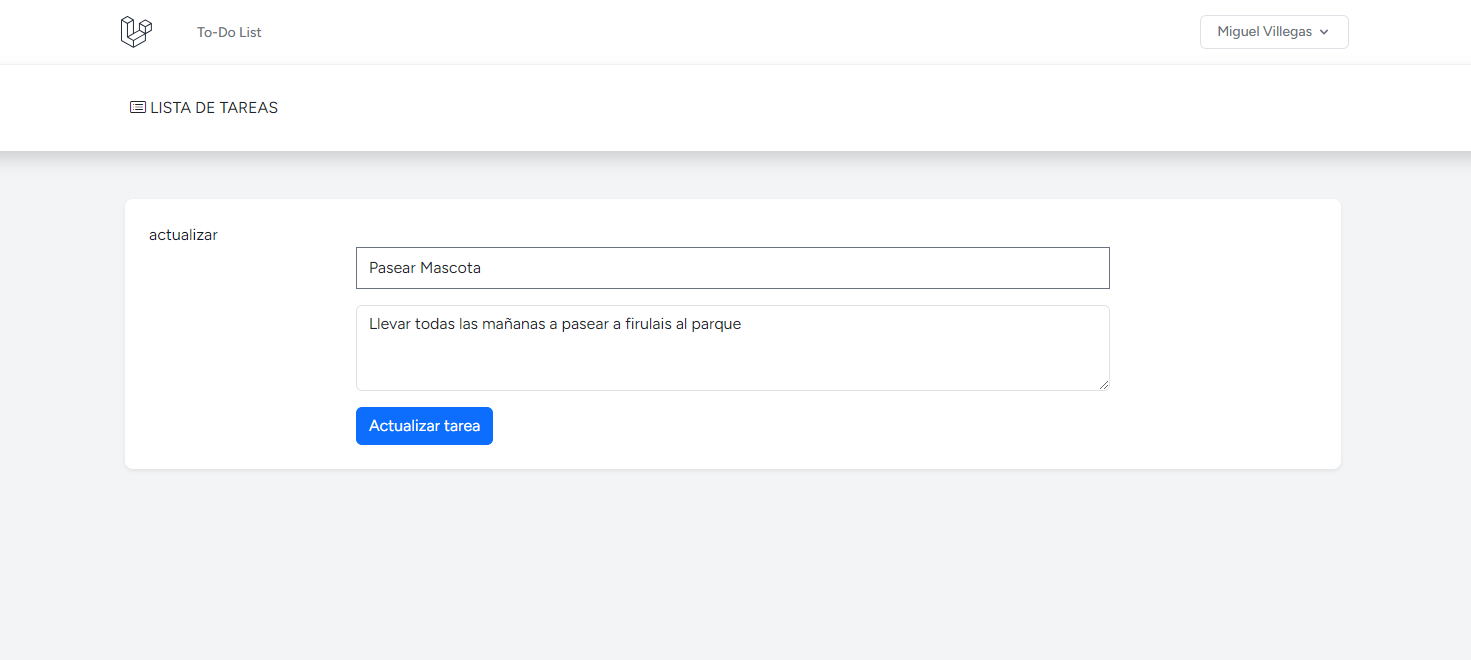 To-Do List
Miguel Villegas
LISTA DE TAREAS
actualizar
Pasear Mascota
Llevar todas las mañanas a pasear a firulais al parque
Actualizar tarea